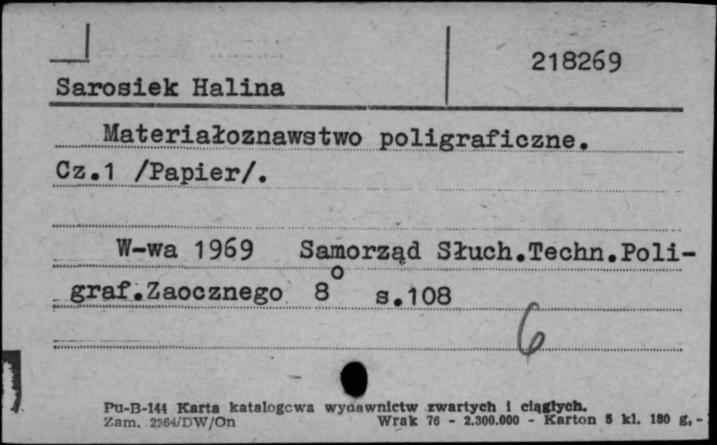 218269
Sarosiek Halina
Materiałoznawstwo poligraficzne.
Cz.1 /Papier/.
W-wa 1969 Samorząd Słuch.Techn.Poli-
graf.Zaocznego 8° s.108
6
Pu-B-144 Karta katalogowa wydawnictw zwartych i ciągłych.
Zam. 2264/DW/On Wrak 76 - 2.300.000 - Karton 5 kl. 180 g, -